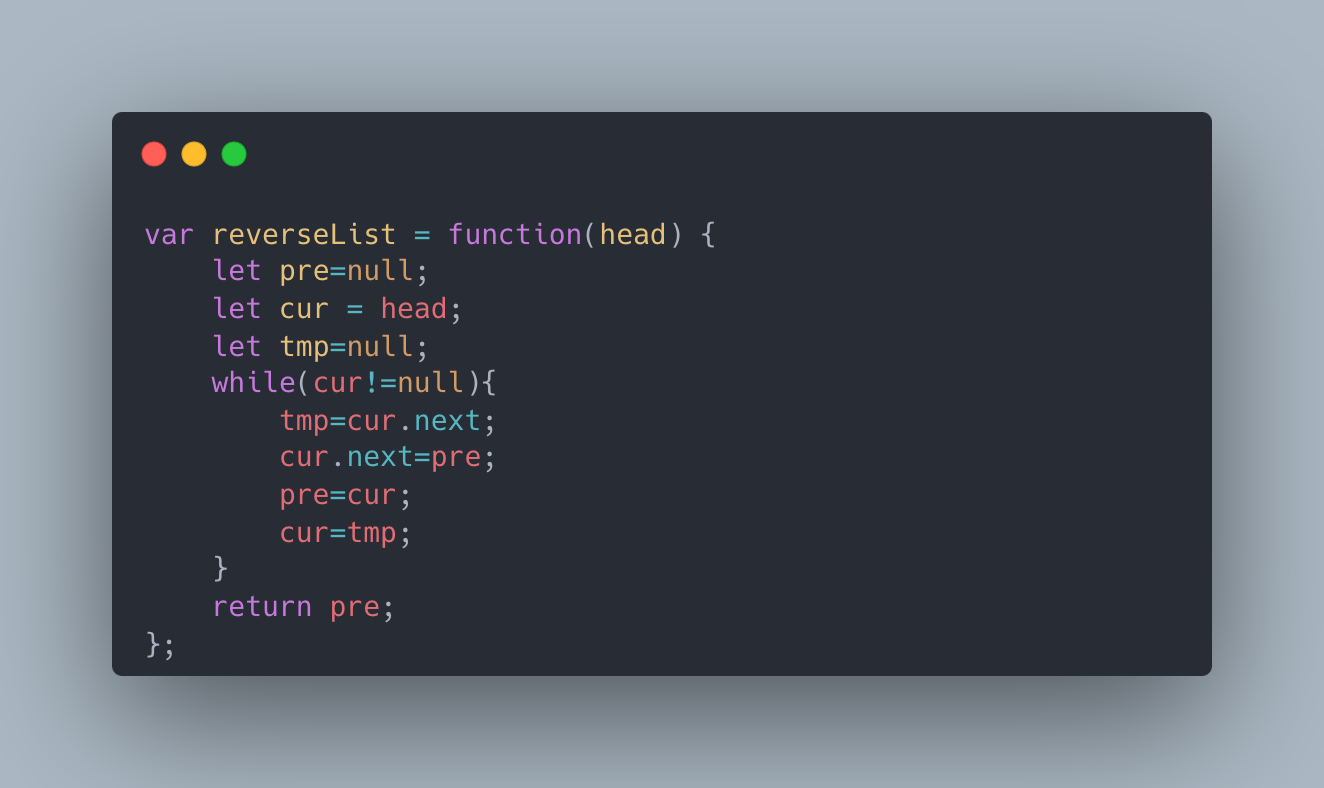 var reverseList = function(head) {
    let pre=null;
    let cur = head;
    let tmp=null;
    while(cur!=null){
        tmp=cur.next;
        cur.next=pre;
        pre=cur;
        cur=tmp;
    }
    return pre;
};